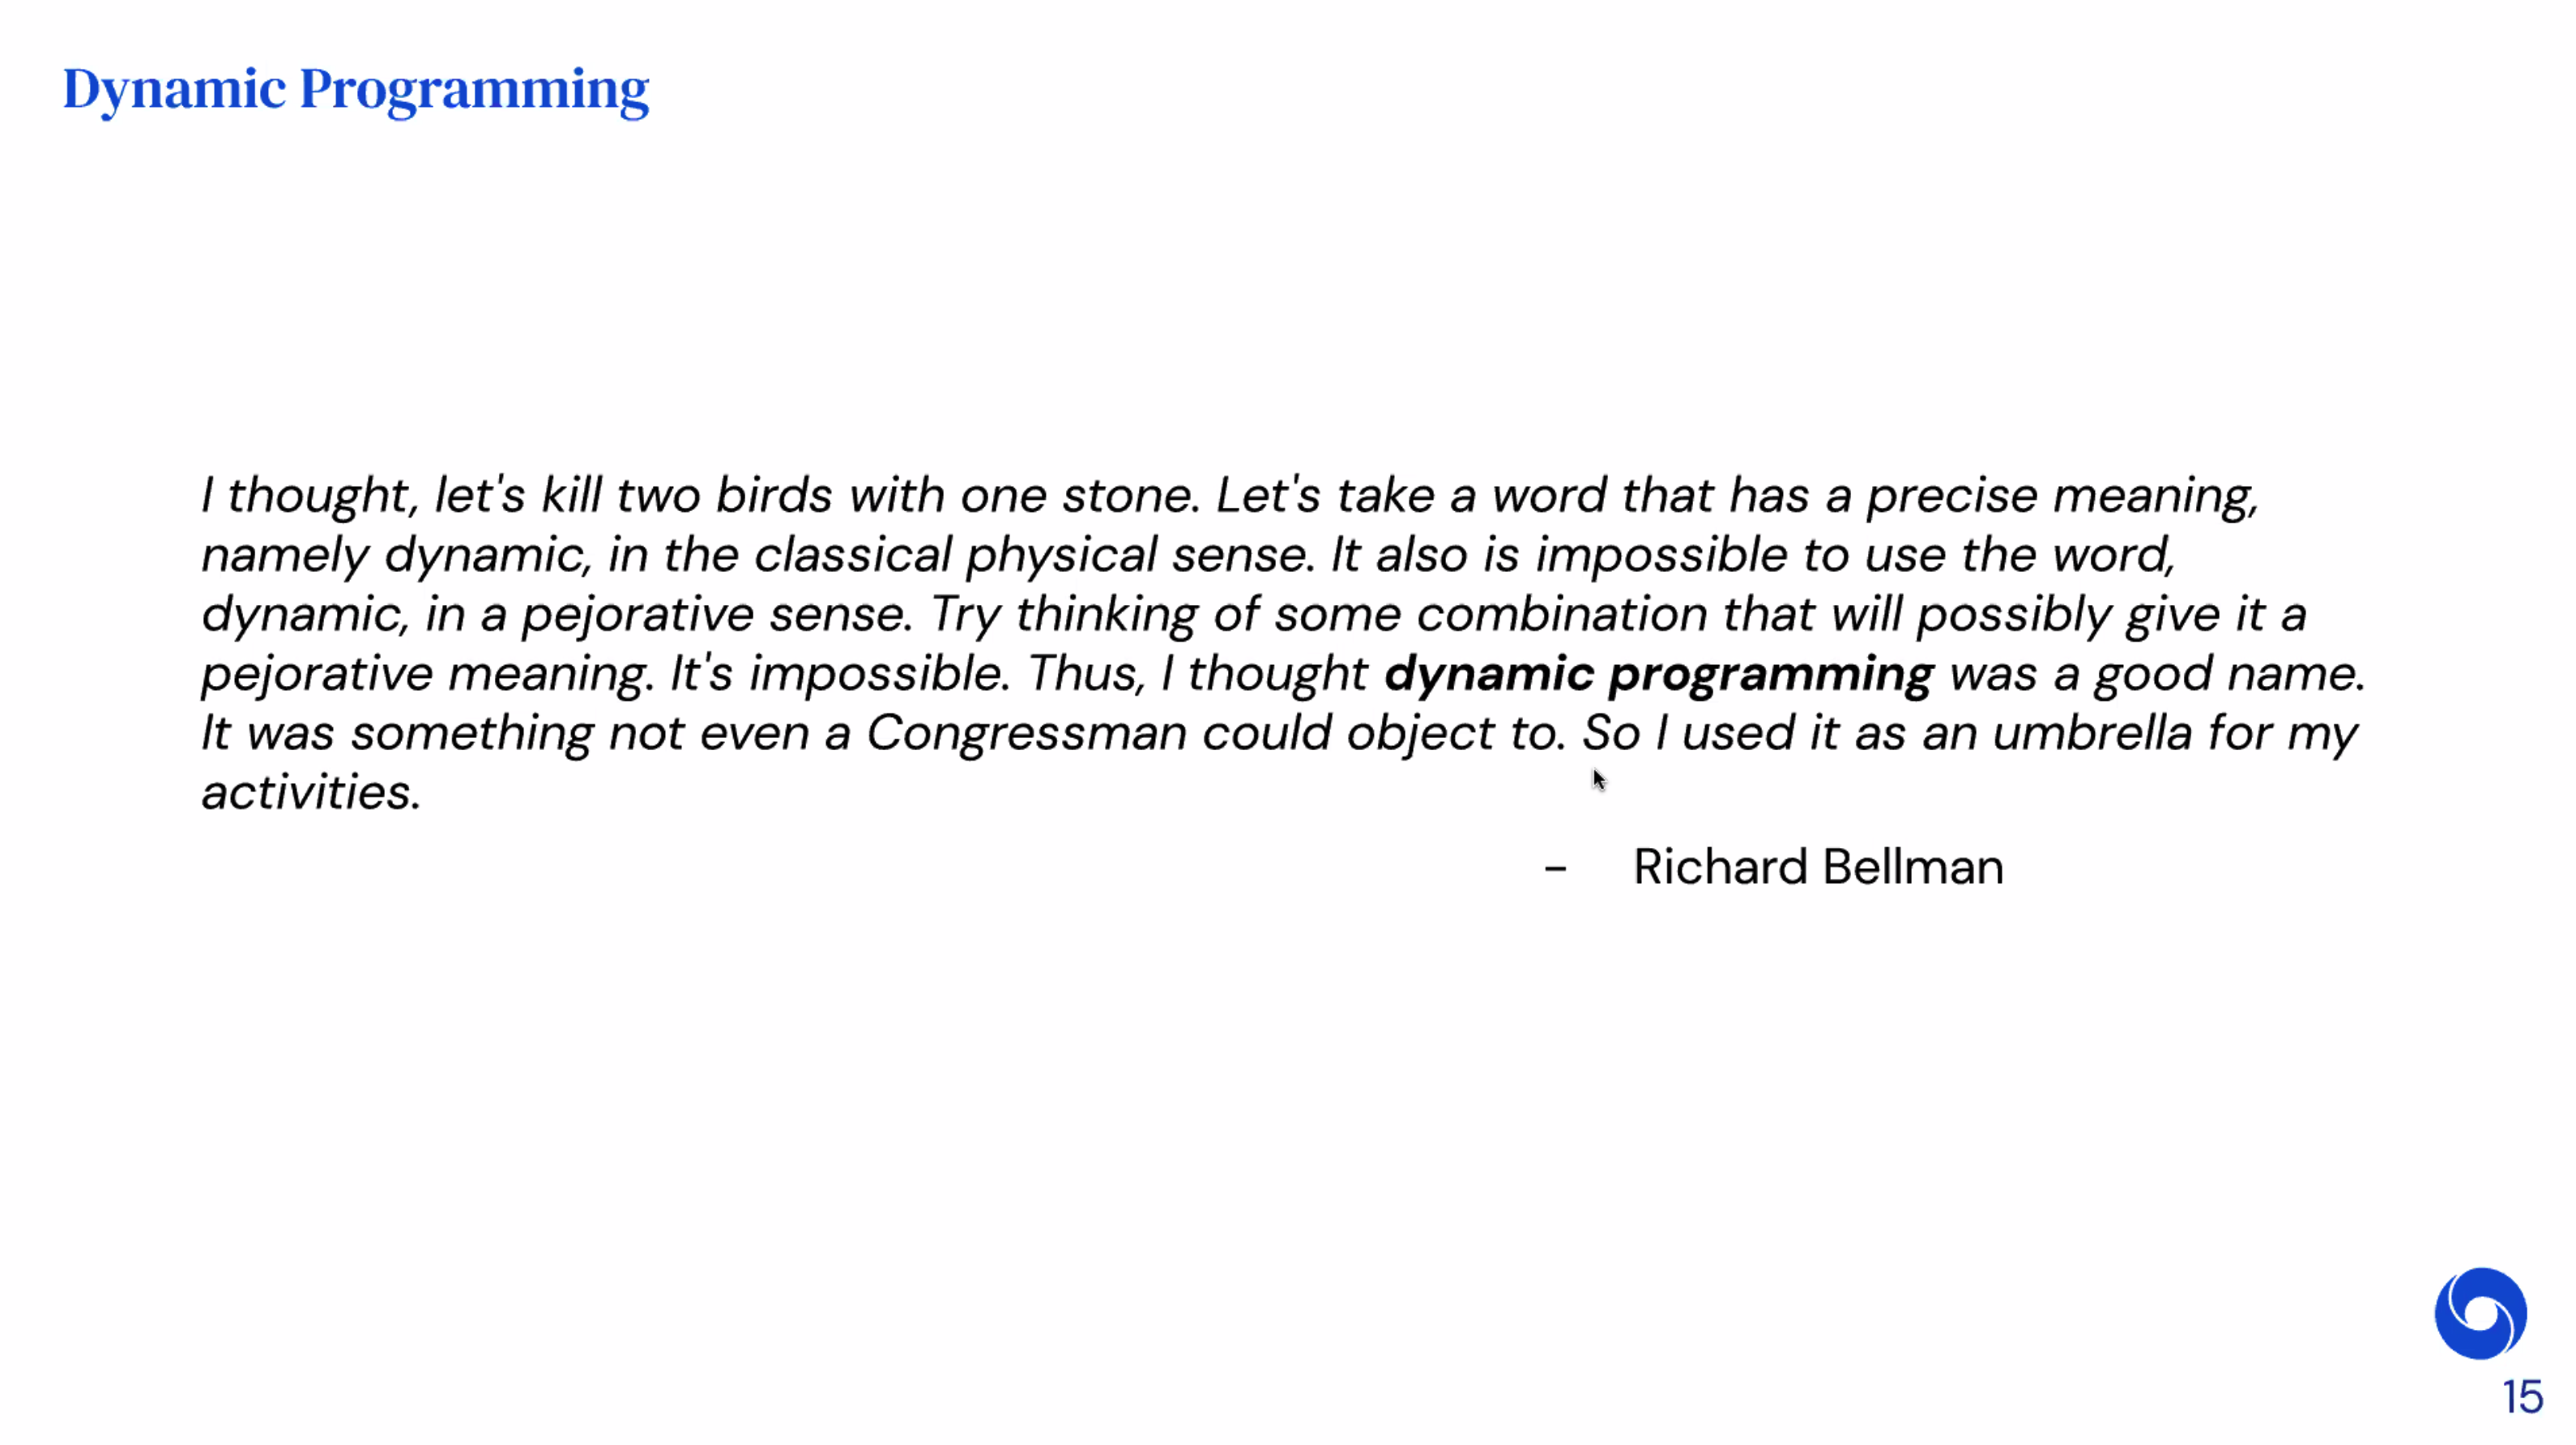 Dynamic Programming
I thought, let's kill two birds with one stone. Let's take a word that has a precise meaning,
namely dynamic, in the classical physical sense. It also is impossible to use the word,
dynamic, in a pejorative sense. Try thinking of some combination that will possibly give it a
pejorative meaning. It's impossible. Thus, I thought dynamic programming was a good name.
It was something not even a Congressman could object to. So I used it as an umbrella for my
activities.
- Richard Bellman
15